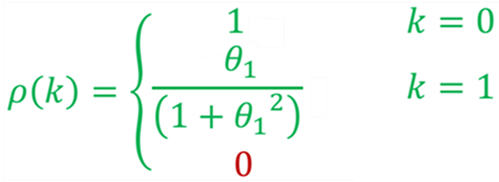 ρ(k) = { 1 k = 0
θ₁ / (1 + θ₁²) k = 1
0